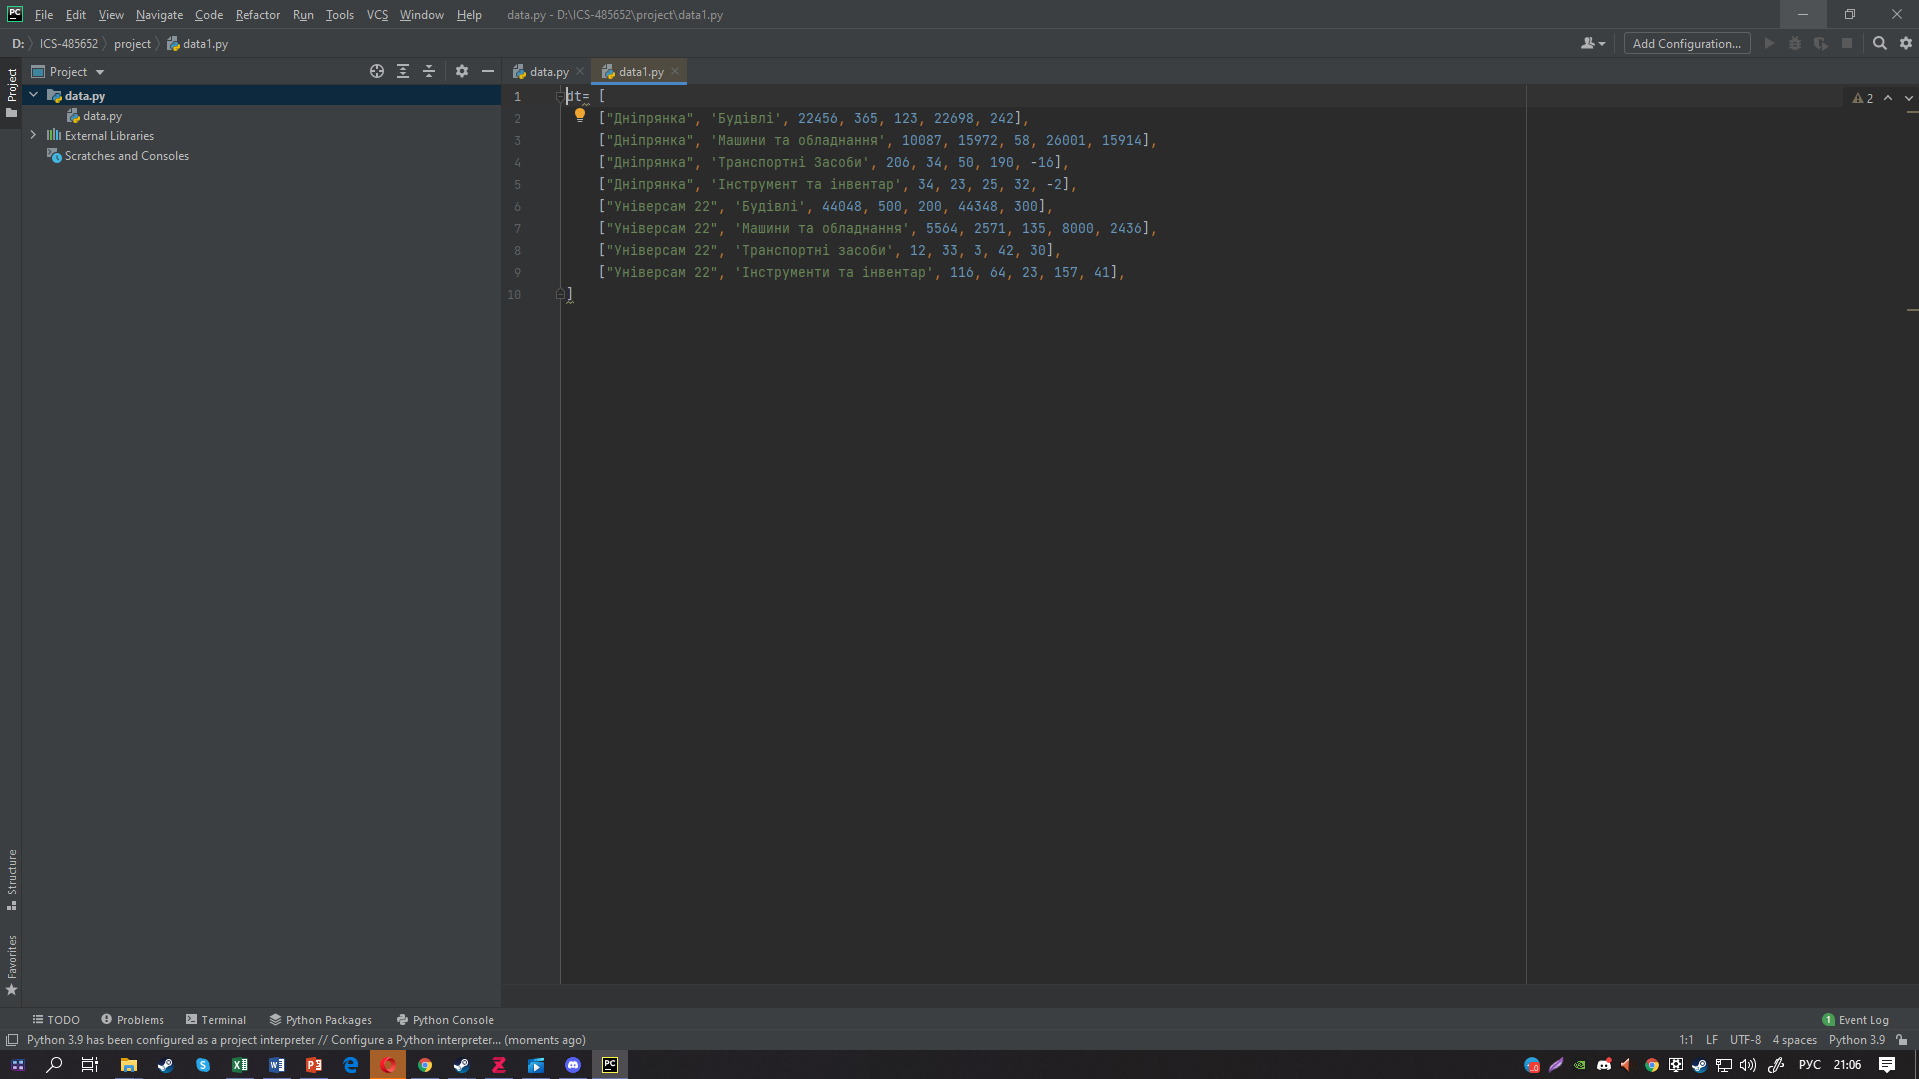 PC File Edit View Navigate Code Refactor Run Tools VCS Window Help data.py - D:\ICS-485652\project\data1.py
D: ICS-485652 project data1.py Add Configuration...
Project Project data.py data1.py
data.py
data.py
External Libraries
Scratches and Consoles
1 dt= [
2 ["Дніпрянка", 'Будівлі', 22456, 365, 123, 22698, 242],
3 ["Дніпрянка", 'Машини та обладнання', 10087, 15972, 58, 26001, 15914],
4 ["Дніпрянка", 'Транспортні Засоби', 206, 34, 50, 190, -16],
5 ["Дніпрянка", 'Інструмент та інвентар', 34, 23, 25, 32, -2],
6 ["Універсам 22", 'Будівлі', 44048, 500, 200, 44348, 300],
7 ["Універсам 22", 'Машини та обладнання', 5564, 2571, 135, 8000, 2436],
8 ["Універсам 22", 'Транспортні засоби', 12, 33, 3, 42, 30],
9 ["Універсам 22", 'Інструменти та інвентар', 116, 64, 23, 157, 41],
10 ]
2
Structure
Favorites
TODO Problems Terminal Python Packages Python Console 1 Event Log
Python 3.9 has been configured as a project interpreter // Configure a Python interpreter... (moments ago) 1:1 LF UTF-8 4 spaces Python 3.9
PC РУС 21:06